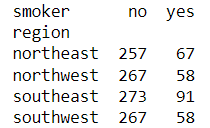 smoker no yes
region
northeast 257 67
northwest 267 58
southeast 273 91
southwest 267 58